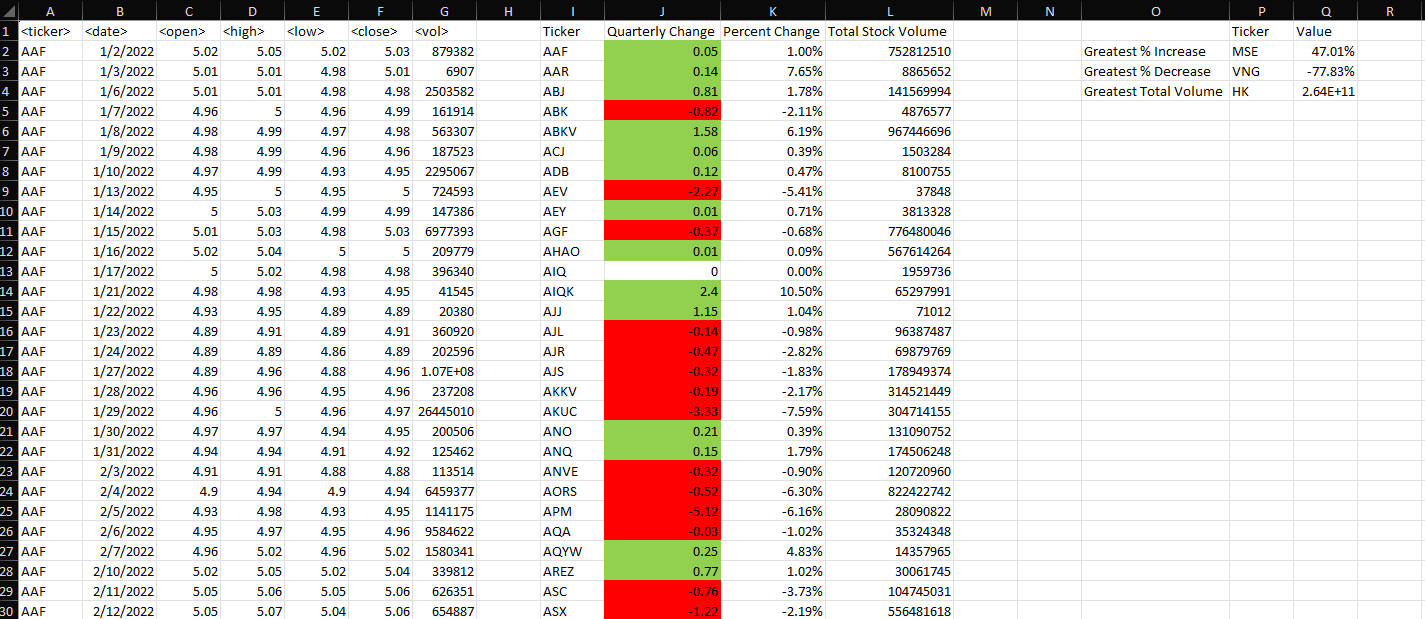 A B C D E F G H I J K L M N O P Q R
1 <ticker> <date> <open> <high> <low> <close> <vol> Ticker Quarterly Change Percent Change Total Stock Volume Ticker Value
2 AAF 1/2/2022 5.02 5.05 5.02 5.03 879382 AAF 0.05 1.00% 752812510 Greatest % Increase MSE 47.01%
3 AAF 1/3/2022 5.01 5.01 4.98 5.01 6907 AAR 0.14 7.65% 8865652 Greatest % Decrease VNG -77.83%
4 AAF 1/6/2022 5.01 5.01 4.98 4.98 2503582 ABJ 0.81 1.78% 141569994 Greatest Total Volume HK 2.64E+11
5 AAF 1/7/2022 4.96 5 4.96 4.99 161914 ABK -0.82 -2.11% 4876577
6 AAF 1/8/2022 4.98 4.99 4.97 4.98 563307 ABKV 1.58 6.19% 967446696
7 AAF 1/9/2022 4.98 4.99 4.96 4.96 187523 ACJ 0.06 0.39% 1503284
8 AAF 1/10/2022 4.97 4.99 4.93 4.95 2295067 ADB 0.12 0.47% 8100755
9 AAF 1/13/2022 4.95 5 4.95 5 724593 AEV -2.27 -5.41% 37848
10 AAF 1/14/2022 5 5.03 4.99 4.99 147386 AEY 0.01 0.71% 3813328
11 AAF 1/15/2022 5.01 5.03 4.98 5.03 6977393 AGF -0.37 -0.68% 776480046
12 AAF 1/16/2022 5.02 5.04 5 5 209779 AHAO 0.01 0.09% 567614264
13 AAF 1/17/2022 5 5.02 4.98 4.98 396340 AIQ 0 0.00% 1959736
14 AAF 1/21/2022 4.98 4.98 4.93 4.95 41545 AIQK 2.4 10.50% 65297991
15 AAF 1/22/2022 4.93 4.95 4.89 4.89 20380 AJJ 1.15 1.04% 71012
16 AAF 1/23/2022 4.89 4.91 4.89 4.91 360920 AJL -0.14 -0.98% 96387487
17 AAF 1/24/2022 4.89 4.89 4.86 4.89 202596 AJR -0.47 -2.82% 69879769
18 AAF 1/27/2022 4.89 4.96 4.88 4.96 1.07E+08 AJS -0.32 -1.83% 178949374
19 AAF 1/28/2022 4.96 4.96 4.95 4.96 237208 AKKV -0.19 -2.17% 314521449
20 AAF 1/29/2022 4.96 5 4.96 4.97 26445010 AKUC -3.33 -7.59% 304714155
21 AAF 1/30/2022 4.97 4.97 4.94 4.95 200506 ANO 0.21 0.39% 131090752
22 AAF 1/31/2022 4.94 4.94 4.91 4.92 125462 ANQ 0.15 1.79% 174506248
23 AAF 2/3/2022 4.91 4.91 4.88 4.88 113514 ANVE -0.32 -0.90% 120720960
24 AAF 2/4/2022 4.9 4.94 4.9 4.94 6459377 AORS -0.52 -6.30% 822422742
25 AAF 2/5/2022 4.93 4.98 4.93 4.95 1141175 APM -5.12 -6.16% 28090822
26 AAF 2/6/2022 4.95 4.97 4.95 4.96 9584622 AQA -0.03 -1.02% 35324348
27 AAF 2/7/2022 4.96 5.02 4.96 5.02 1580341 AQYW 0.25 4.83% 14357965
28 AAF 2/10/2022 5.02 5.05 5.02 5.04 339812 AREZ 0.77 1.02% 30061745
29 AAF 2/11/2022 5.05 5.06 5.05 5.06 626351 ASC -0.76 -3.73% 104745031
30 AAF 2/12/2022 5.05 5.07 5.04 5.06 654887 ASX -1.22 -2.19% 556481618